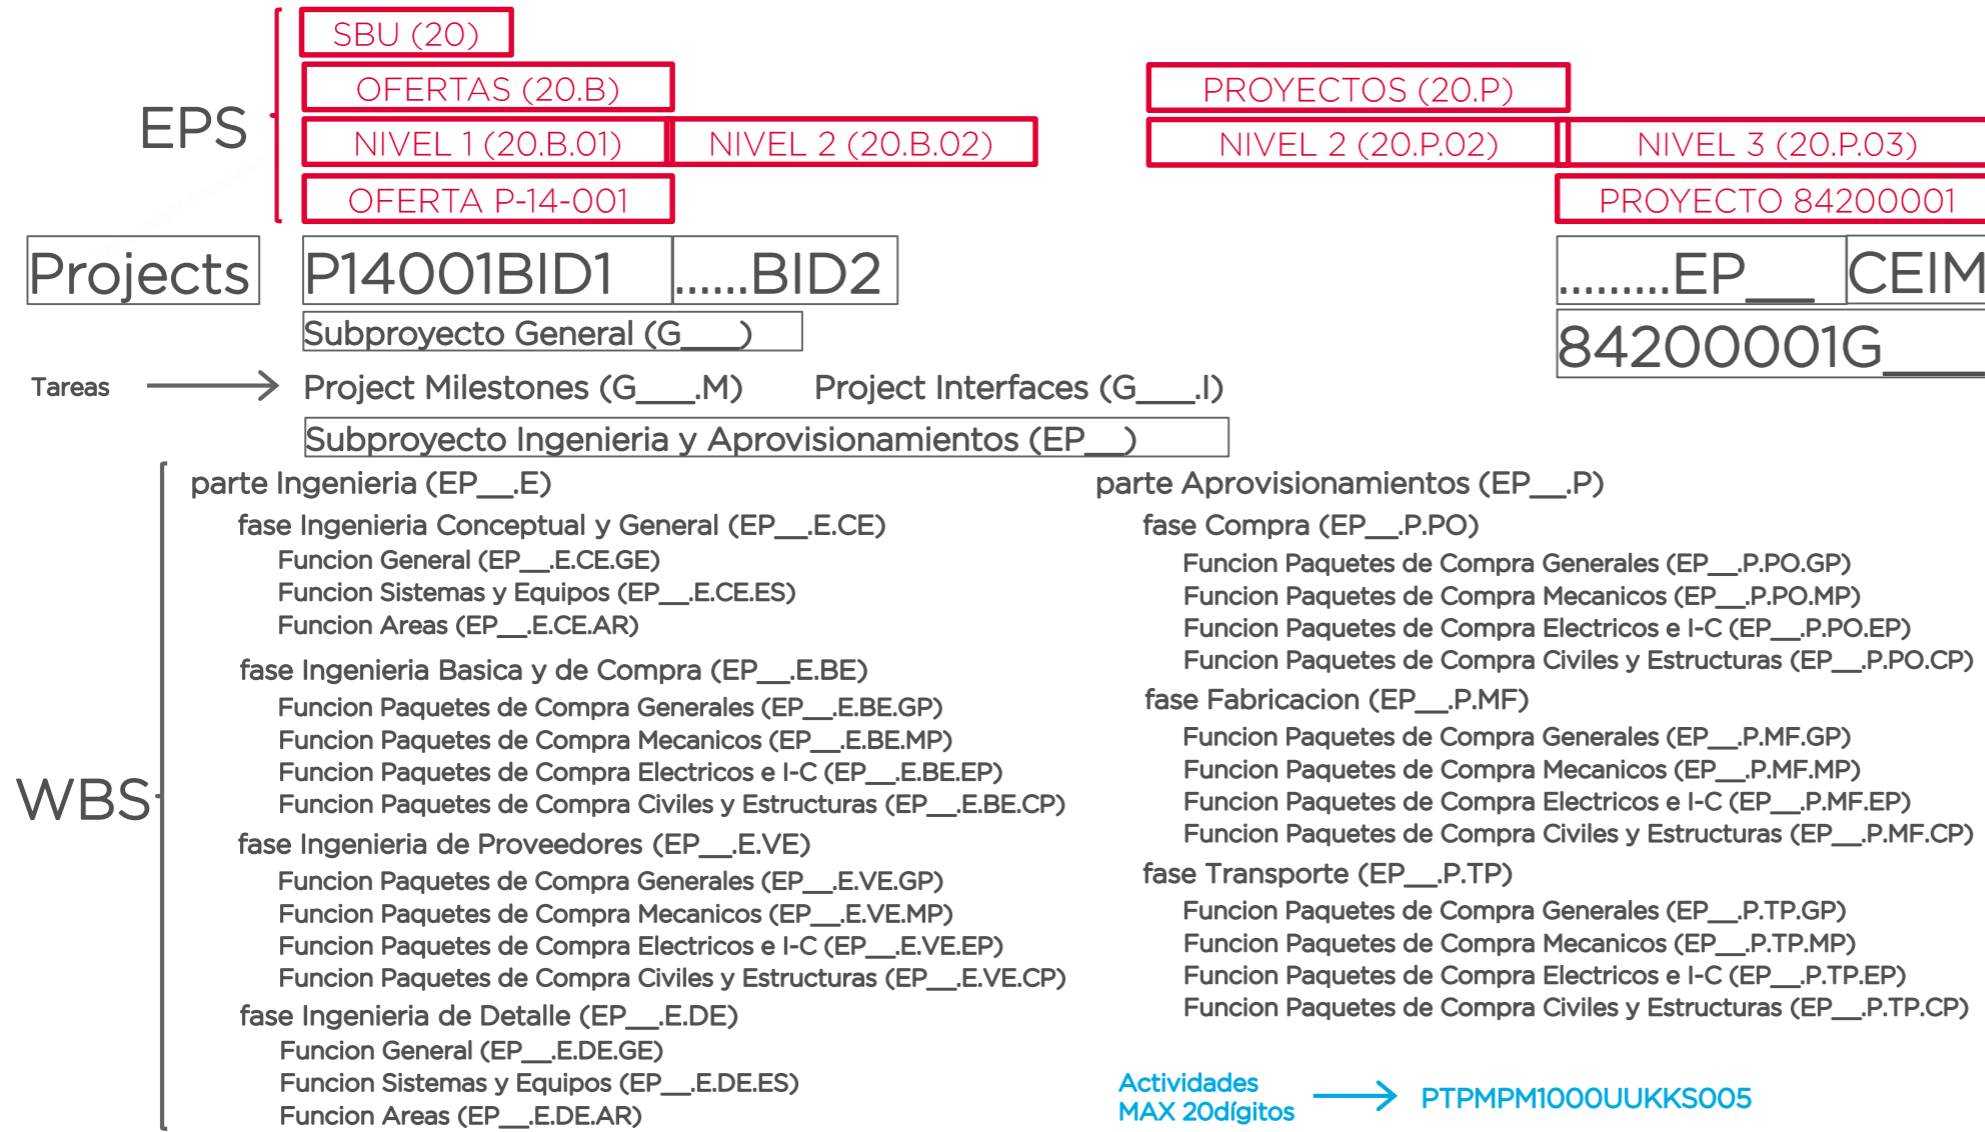 EPS
SBU (20)
OFERTAS (20.B)
NIVEL 1 (20.B.01)
NIVEL 2 (20.B.02)
OFERTA P-14-001
PROYECTOS (20.P)
NIVEL 2 (20.P.02)
NIVEL 3 (20.P.03)
PROYECTO 84200001
Projects
P14001BID1
......BID2
.........EP__
CEIM
84200001G___
Subproyecto General (G___)
Tareas
Project Milestones (G___.M)
Project Interfaces (G___.I)
Subproyecto Ingenieria y Aprovisionamientos (EP__)
WBS
parte Ingenieria (EP__.E)
fase Ingenieria Conceptual y General (EP__.E.CE)
Funcion General (EP__.E.CE.GE)
Funcion Sistemas y Equipos (EP__.E.CE.ES)
Funcion Areas (EP__.E.CE.AR)
fase Ingenieria Basica y de Compra (EP__.E.BE)
Funcion Paquetes de Compra Generales (EP__.E.BE.GP)
Funcion Paquetes de Compra Mecanicos (EP__.E.BE.MP)
Funcion Paquetes de Compra Electricos e I-C (EP__.E.BE.EP)
Funcion Paquetes de Compra Civiles y Estructuras (EP__.E.BE.CP)
fase Ingenieria de Proveedores (EP__.E.VE)
Funcion Paquetes de Compra Generales (EP__.E.VE.GP)
Funcion Paquetes de Compra Mecanicos (EP__.E.VE.MP)
Funcion Paquetes de Compra Electricos e I-C (EP__.E.VE.EP)
Funcion Paquetes de Compra Civiles y Estructuras (EP__.E.VE.CP)
fase Ingenieria de Detalle (EP__.E.DE)
Funcion General (EP__.E.DE.GE)
Funcion Sistemas y Equipos (EP__.E.DE.ES)
Funcion Areas (EP__.E.DE.AR)
parte Aprovisionamientos (EP__.P)
fase Compra (EP__.P.PO)
Funcion Paquetes de Compra Generales (EP__.P.PO.GP)
Funcion Paquetes de Compra Mecanicos (EP__.P.PO.MP)
Funcion Paquetes de Compra Electricos e I-C (EP__.P.PO.EP)
Funcion Paquetes de Compra Civiles y Estructuras (EP__.P.PO.CP)
fase Fabricacion (EP__.P.MF)
Funcion Paquetes de Compra Generales (EP__.P.MF.GP)
Funcion Paquetes de Compra Mecanicos (EP__.P.MF.MP)
Funcion Paquetes de Compra Electricos e I-C (EP__.P.MF.EP)
Funcion Paquetes de Compra Civiles y Estructuras (EP__.P.MF.CP)
fase Transporte (EP__.P.TP)
Funcion Paquetes de Compra Generales (EP__.P.TP.GP)
Funcion Paquetes de Compra Mecanicos (EP__.P.TP.MP)
Funcion Paquetes de Compra Electricos e I-C (EP__.P.TP.EP)
Funcion Paquetes de Compra Civiles y Estructuras (EP__.P.TP.CP)
Actividades
MAX 20dígitos
PTPMPM1000UUKKS005